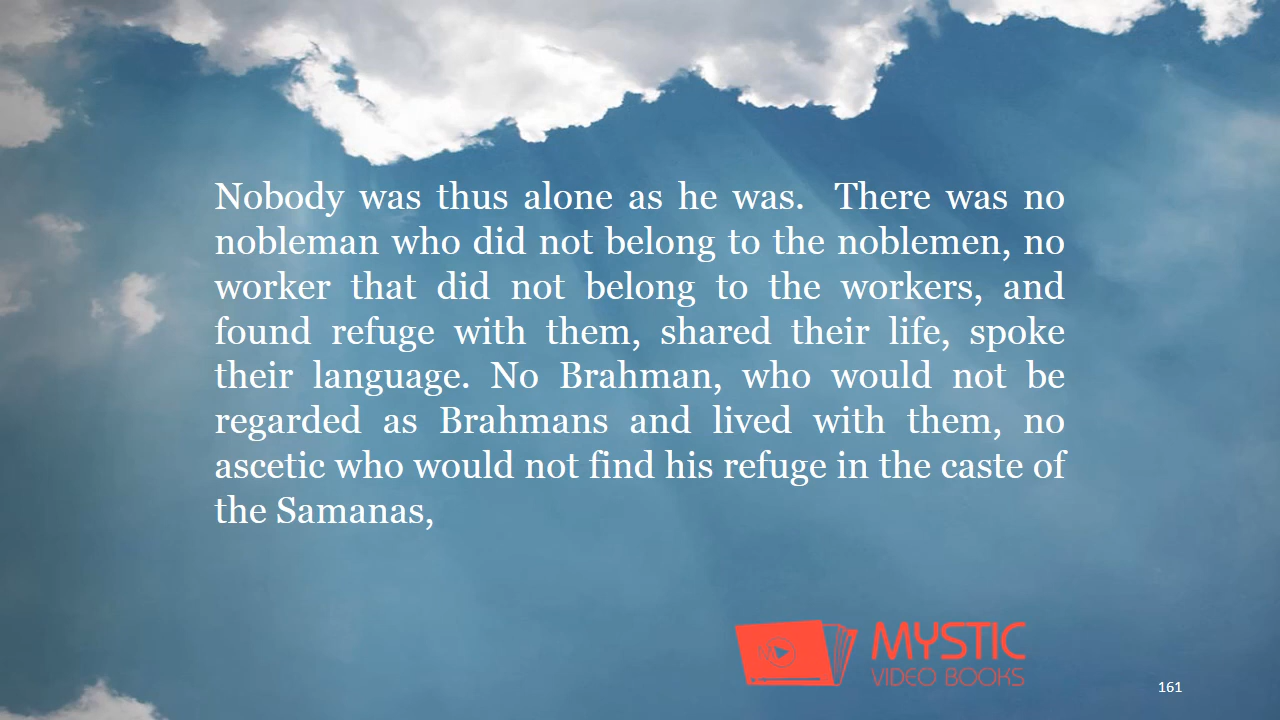 Nobody was thus alone as he was.  There was no
nobleman who did not belong to the noblemen, no
worker that did not belong to the workers, and
found refuge with them, shared their life, spoke
their language. No Brahman, who would not be
regarded as Brahmans and lived with them, no
ascetic who would not find his refuge in the caste of
the Samanas,
MYSTIC
VIDEO BOOKS
161